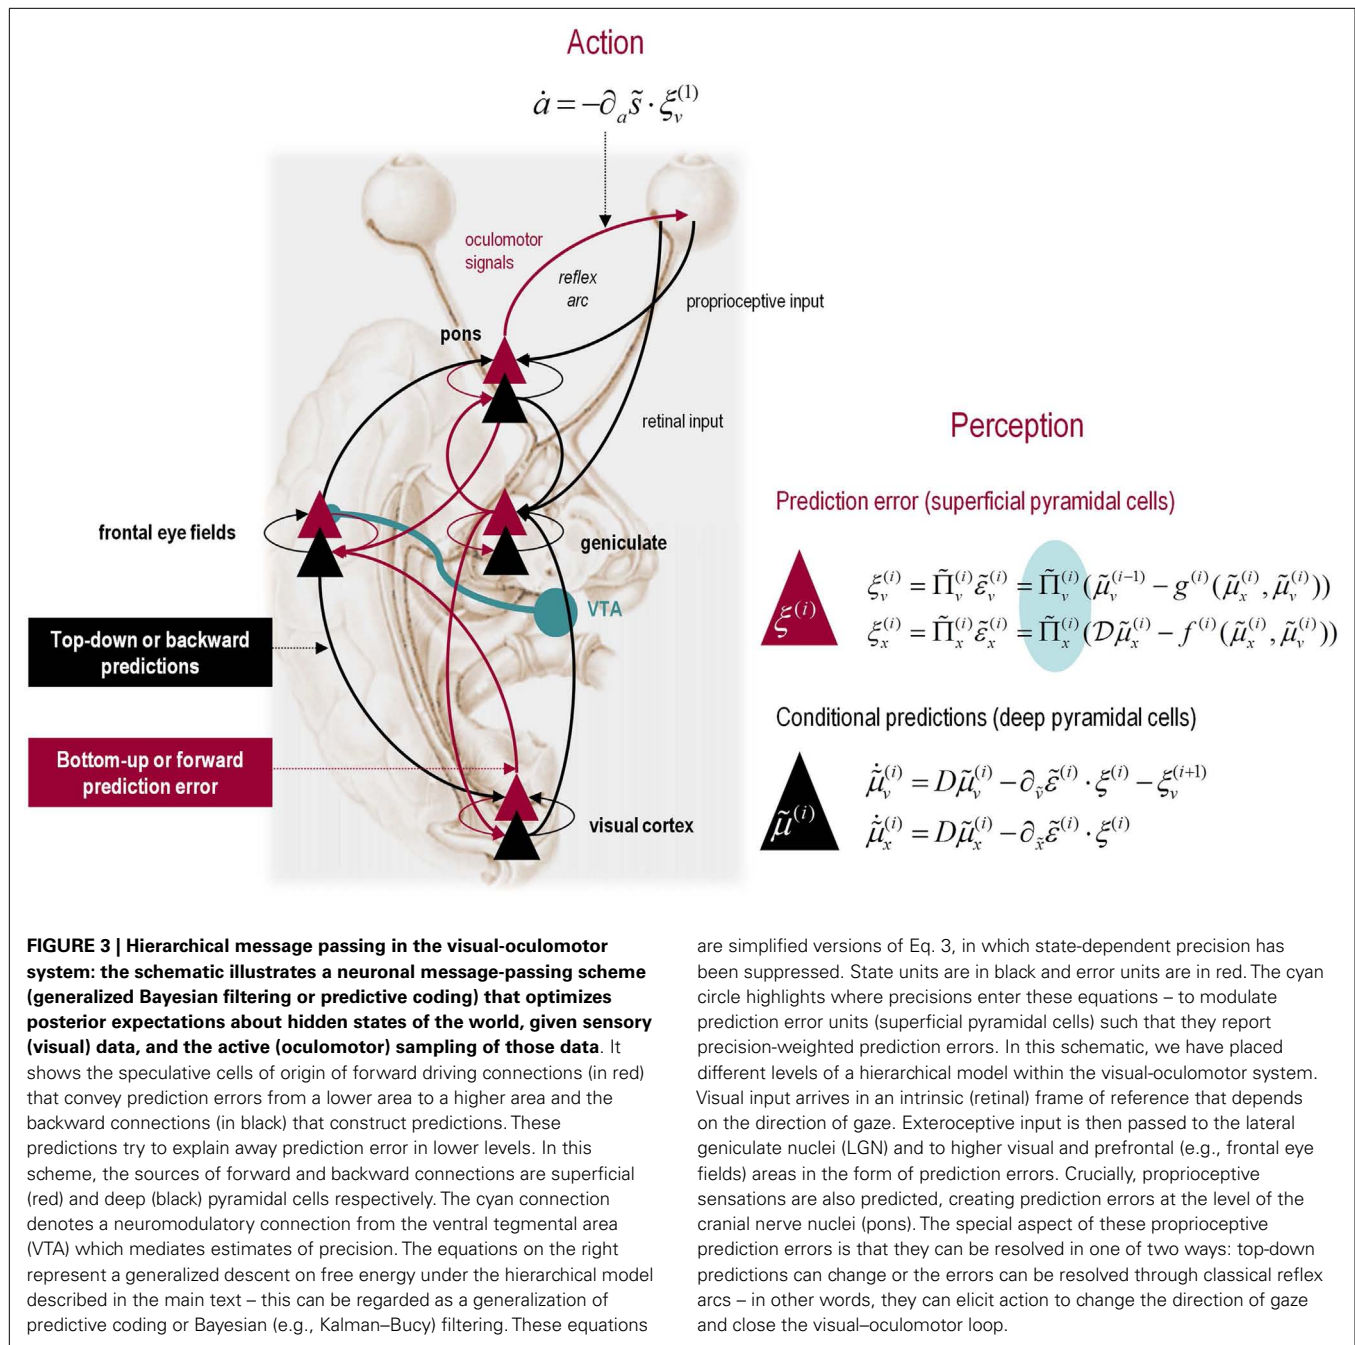 Action
ȧ = −∂ₐs̃ · ξᵥ⁽¹⁾
oculomotor
signals
reflex
arc
proprioceptive input
pons
retinal input
Perception
Prediction error (superficial pyramidal cells)
frontal eye fields
geniculate
VTA
ξ⁽ⁱ⁾
ξᵥ⁽ⁱ⁾ = Π̃ᵥ⁽ⁱ⁾ε̃ᵥ⁽ⁱ⁾ = Π̃ᵥ⁽ⁱ⁾(μ̃ᵥ⁽ⁱ⁻¹⁾ − g⁽ⁱ⁾(μ̃ₓ⁽ⁱ⁾, μ̃ᵥ⁽ⁱ⁾))
ξₓ⁽ⁱ⁾ = Π̃ₓ⁽ⁱ⁾ε̃ₓ⁽ⁱ⁾ = Π̃ₓ⁽ⁱ⁾(𝒟μ̃ₓ⁽ⁱ⁾ − f⁽ⁱ⁾(μ̃ₓ⁽ⁱ⁾, μ̃ᵥ⁽ⁱ⁾))
Top-down or backward
predictions
Conditional predictions (deep pyramidal cells)
Bottom-up or forward
prediction error
μ̃⁽ⁱ⁾
μ̃̇ᵥ⁽ⁱ⁾ = Dμ̃ᵥ⁽ⁱ⁾ − ∂ṽε̃⁽ⁱ⁾ · ξ⁽ⁱ⁾ − ξᵥ⁽ⁱ⁺¹⁾
μ̃̇ₓ⁽ⁱ⁾ = Dμ̃ₓ⁽ⁱ⁾ − ∂x̃ε̃⁽ⁱ⁾ · ξ⁽ⁱ⁾
visual cortex
FIGURE 3 | Hierarchical message passing in the visual-oculomotor
system: the schematic illustrates a neuronal message-passing scheme
(generalized Bayesian filtering or predictive coding) that optimizes
posterior expectations about hidden states of the world, given sensory
(visual) data, and the active (oculomotor) sampling of those data. It
shows the speculative cells of origin of forward driving connections (in red)
that convey prediction errors from a lower area to a higher area and the
backward connections (in black) that construct predictions. These
predictions try to explain away prediction error in lower levels. In this
scheme, the sources of forward and backward connections are superficial
(red) and deep (black) pyramidal cells respectively. The cyan connection
denotes a neuromodulatory connection from the ventral tegmental area
(VTA) which mediates estimates of precision. The equations on the right
represent a generalized descent on free energy under the hierarchical model
described in the main text – this can be regarded as a generalization of
predictive coding or Bayesian (e.g., Kalman–Bucy) filtering. These equations
are simplified versions of Eq. 3, in which state-dependent precision has
been suppressed. State units are in black and error units are in red. The cyan
circle highlights where precisions enter these equations – to modulate
prediction error units (superficial pyramidal cells) such that they report
precision-weighted prediction errors. In this schematic, we have placed
different levels of a hierarchical model within the visual-oculomotor system.
Visual input arrives in an intrinsic (retinal) frame of reference that depends
on the direction of gaze. Exteroceptive input is then passed to the lateral
geniculate nuclei (LGN) and to higher visual and prefrontal (e.g., frontal eye
fields) areas in the form of prediction errors. Crucially, proprioceptive
sensations are also predicted, creating prediction errors at the level of the
cranial nerve nuclei (pons). The special aspect of these proprioceptive
prediction errors is that they can be resolved in one of two ways: top-down
predictions can change or the errors can be resolved through classical reflex
arcs – in other words, they can elicit action to change the direction of gaze
and close the visual–oculomotor loop.